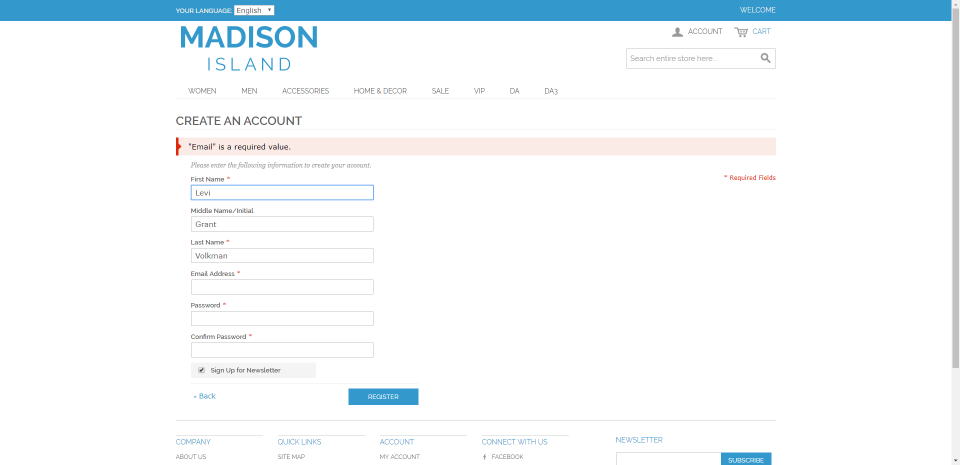 YOUR LANGUAGE: English WELCOME
MADISON
ISLAND
ACCOUNT CART
Search entire store here...
WOMEN MEN ACCESSORIES HOME & DECOR SALE VIP DA DA3
CREATE AN ACCOUNT
"Email" is a required value.
Please enter the following information to create your account.
* Required Fields
First Name *
Levi
Middle Name/Initial
Grant
Last Name *
Volkman
Email Address *
Password *
Confirm Password *
Sign Up for Newsletter
« Back REGISTER
COMPANY QUICK LINKS ACCOUNT CONNECT WITH US NEWSLETTER
ABOUT US SITE MAP MY ACCOUNT FACEBOOK SUBSCRIBE